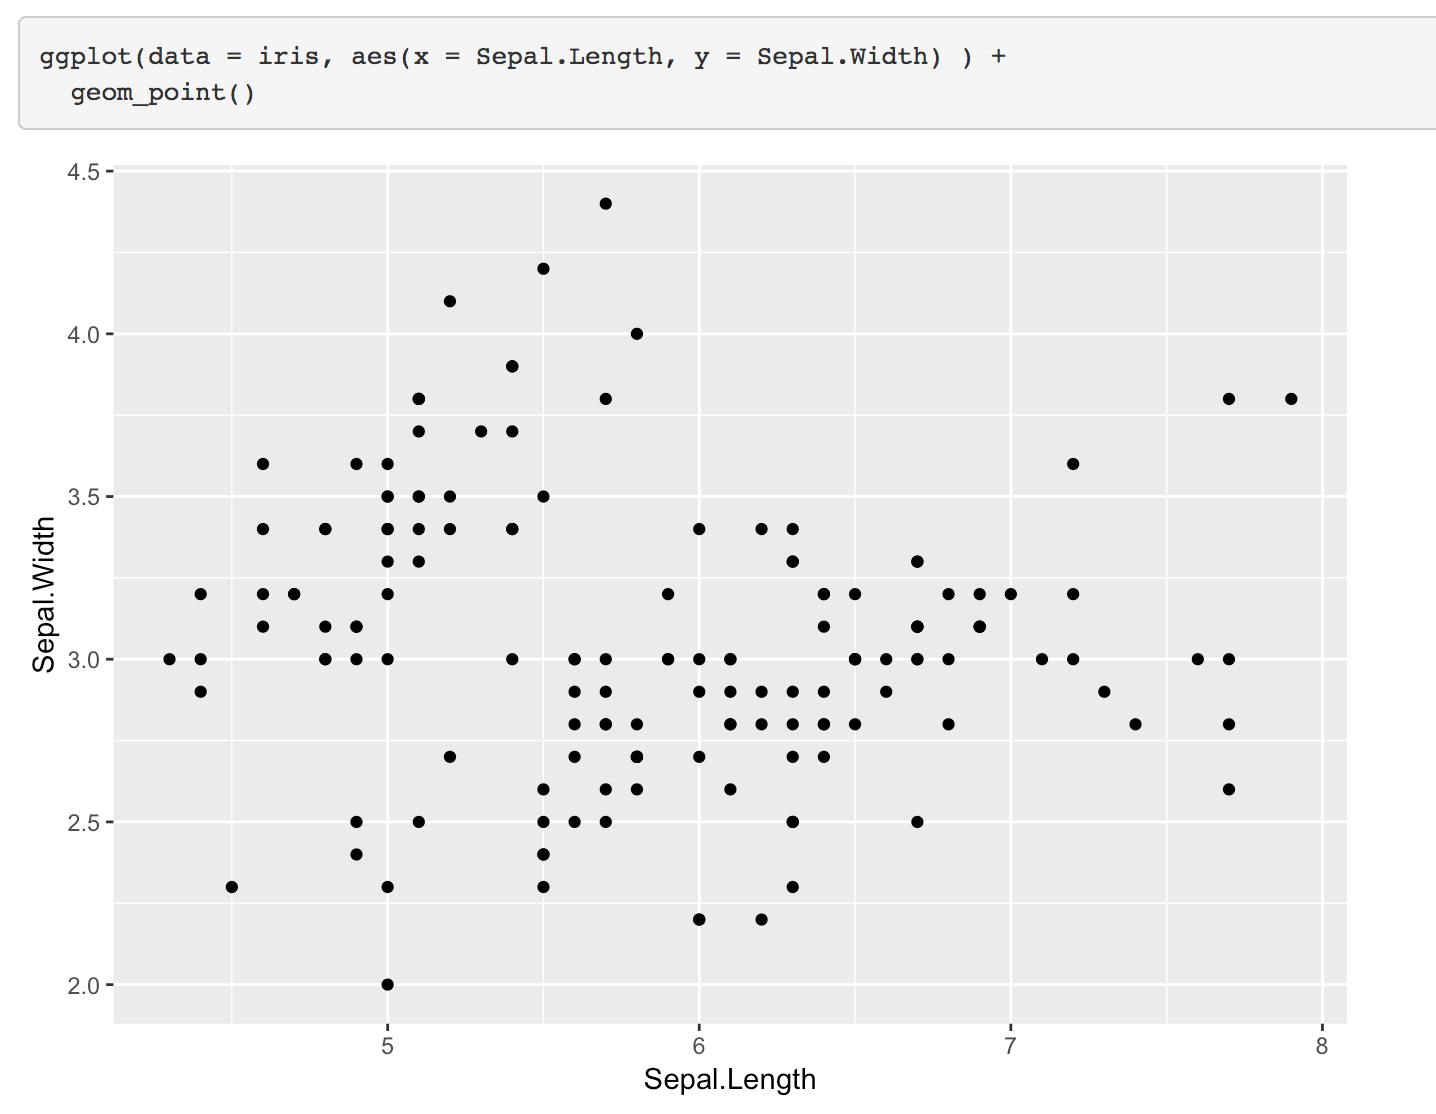 ggplot(data = iris, aes(x = Sepal.Length, y = Sepal.Width) ) +
  geom_point()
4.5
4.0
3.5
3.0
2.5
2.0
Sepal.Width
5 6 7 8
Sepal.Length